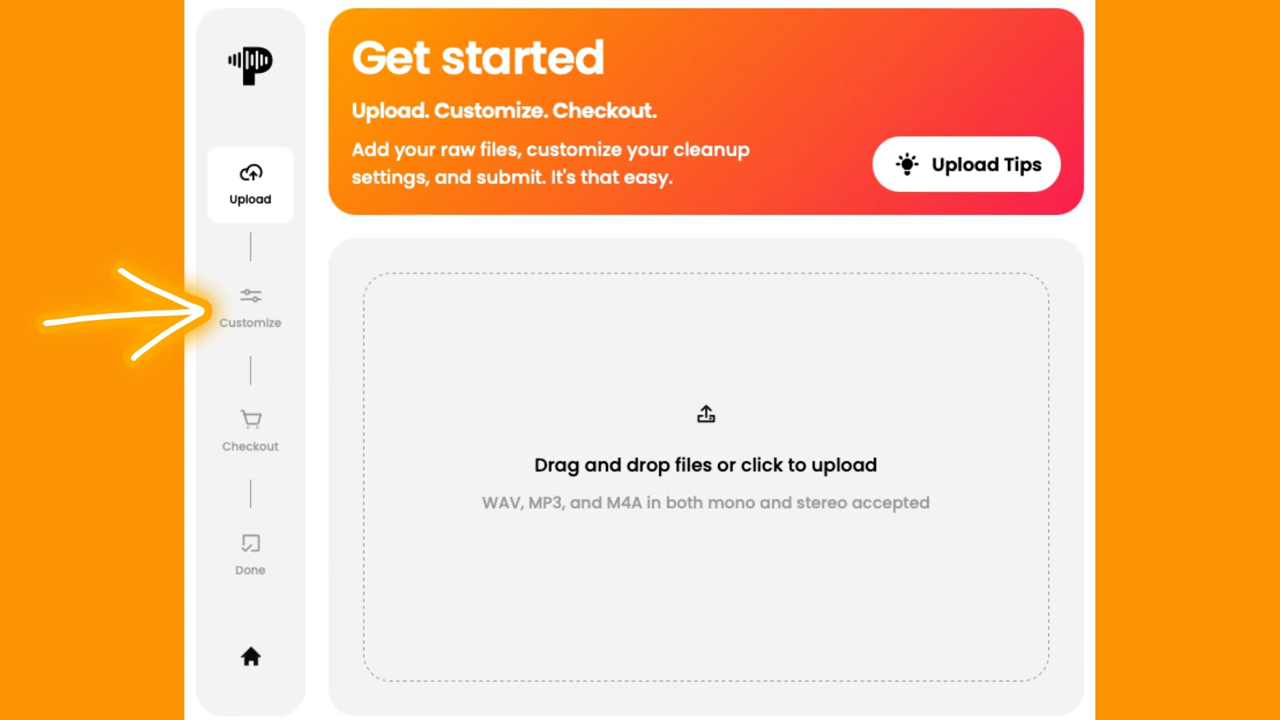 Get started
Upload. Customize. Checkout.
Add your raw files, customize your cleanup
settings, and submit. It's that easy.
Upload Tips
Upload
Customize
Checkout
Done
Drag and drop files or click to upload
WAV, MP3, and M4A in both mono and stereo accepted